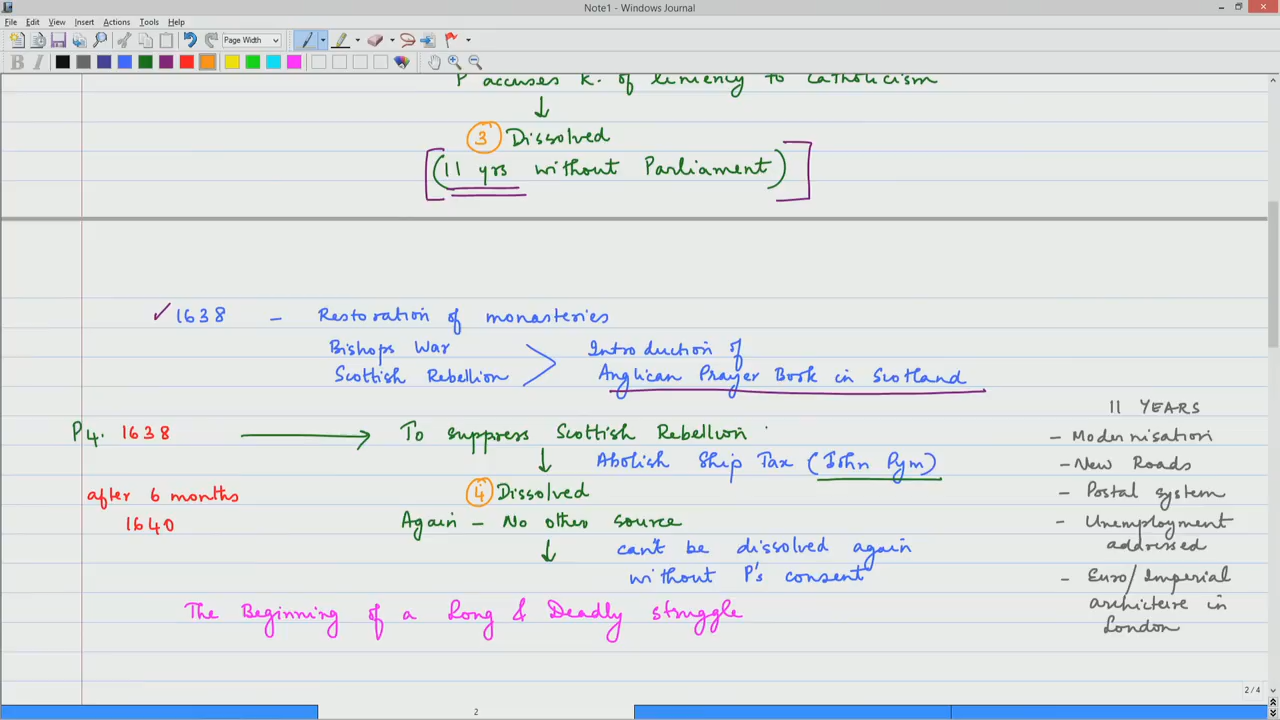 Note1 - Windows Journal
File Edit View Insert Actions Tools Help
Page Width
B I
P accuses K. of liniency to Catholicism
↓
3 Dissolved
[(11 yrs without Parliament)]
✓1638 - Restoration of monasteries
Bishops War > Introduction of
Scottish Rebellion Anglican Prayer Book in Scotland
P4. 1638 → To suppress Scottish Rebellion
↓ Abolish Ship Tax (John Pym)
after 6 months 4 Dissolved
1640 Again - No other source
↓ can't be dissolved again
without P's consent
The Beginning of a Long & Deadly struggle
11 YEARS
- Modernisation
- New Roads
- Postal system
- Unemployment
addressed
- Euro/Imperial
archicture in
London
2/4
2